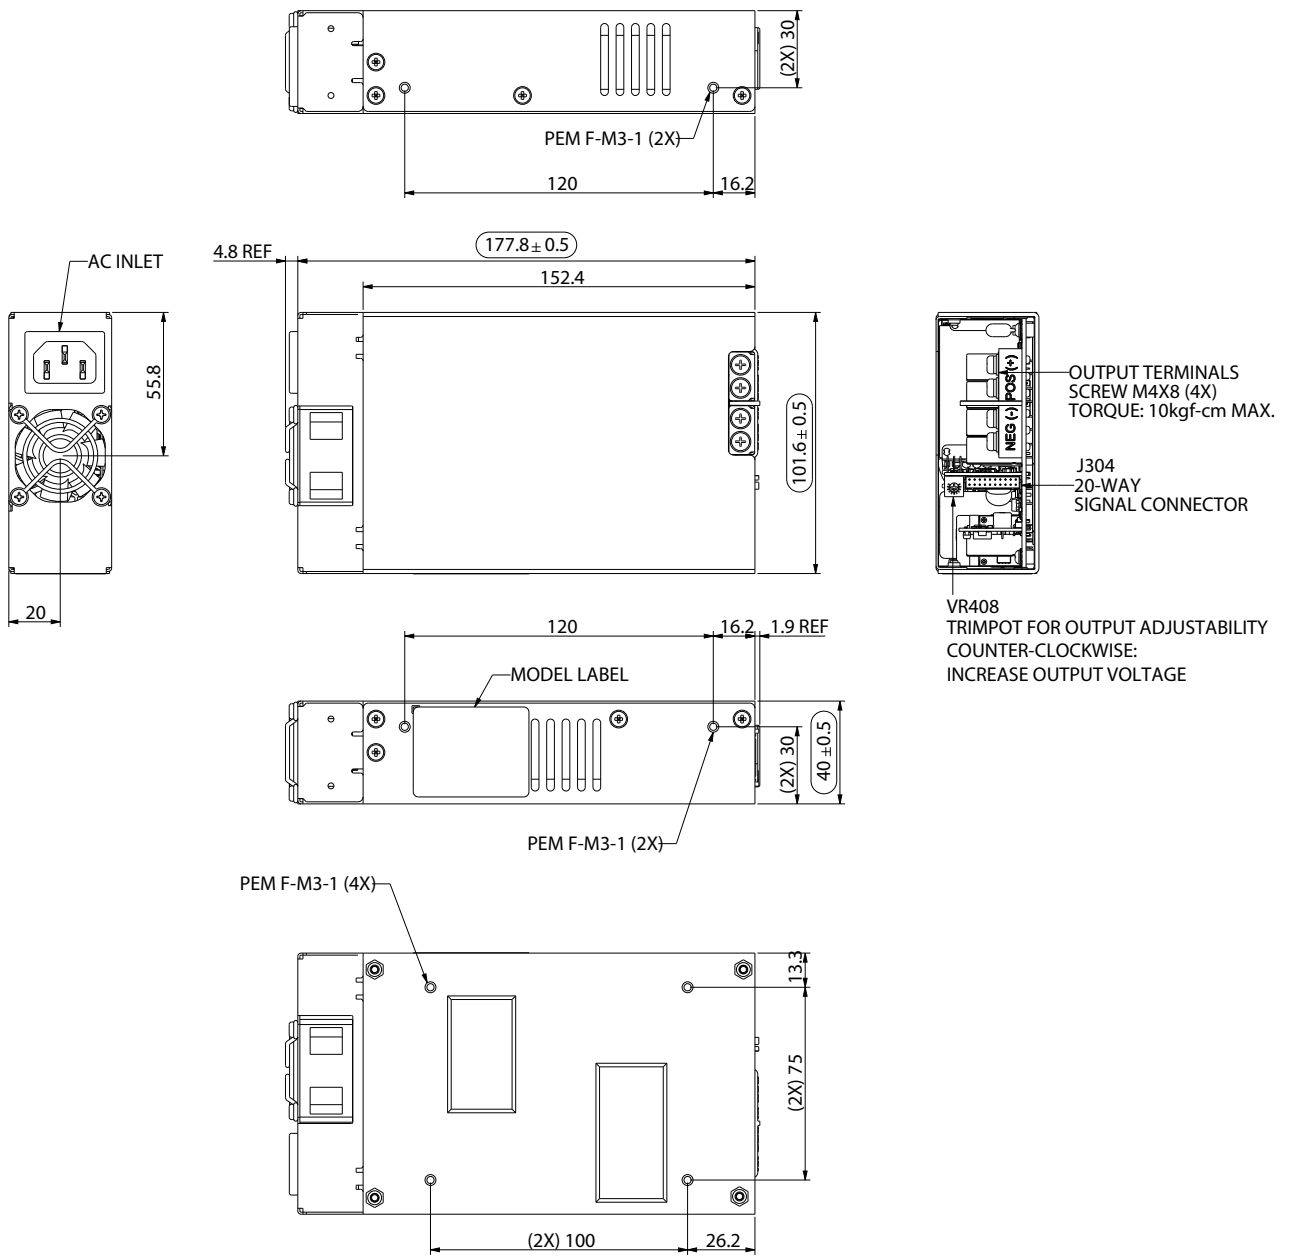 (2X) 30
PEM F-M3-1 (2X)
120
16.2
4.8 REF
177.8 ± 0.5
152.4
AC INLET
55.8
20
101.6 ± 0.5
POS (+)
NEG (-)
OUTPUT TERMINALS
SCREW M4X8 (4X)
TORQUE: 10kgf-cm MAX.
J304
20-WAY
SIGNAL CONNECTOR
VR408
TRIMPOT FOR OUTPUT ADJUSTABILITY
COUNTER-CLOCKWISE:
INCREASE OUTPUT VOLTAGE
120
16.2
1.9 REF
MODEL LABEL
(2X) 30
40 ±0.5
PEM F-M3-1 (2X)
PEM F-M3-1 (4X)
13.3
(2X) 75
(2X) 100
26.2